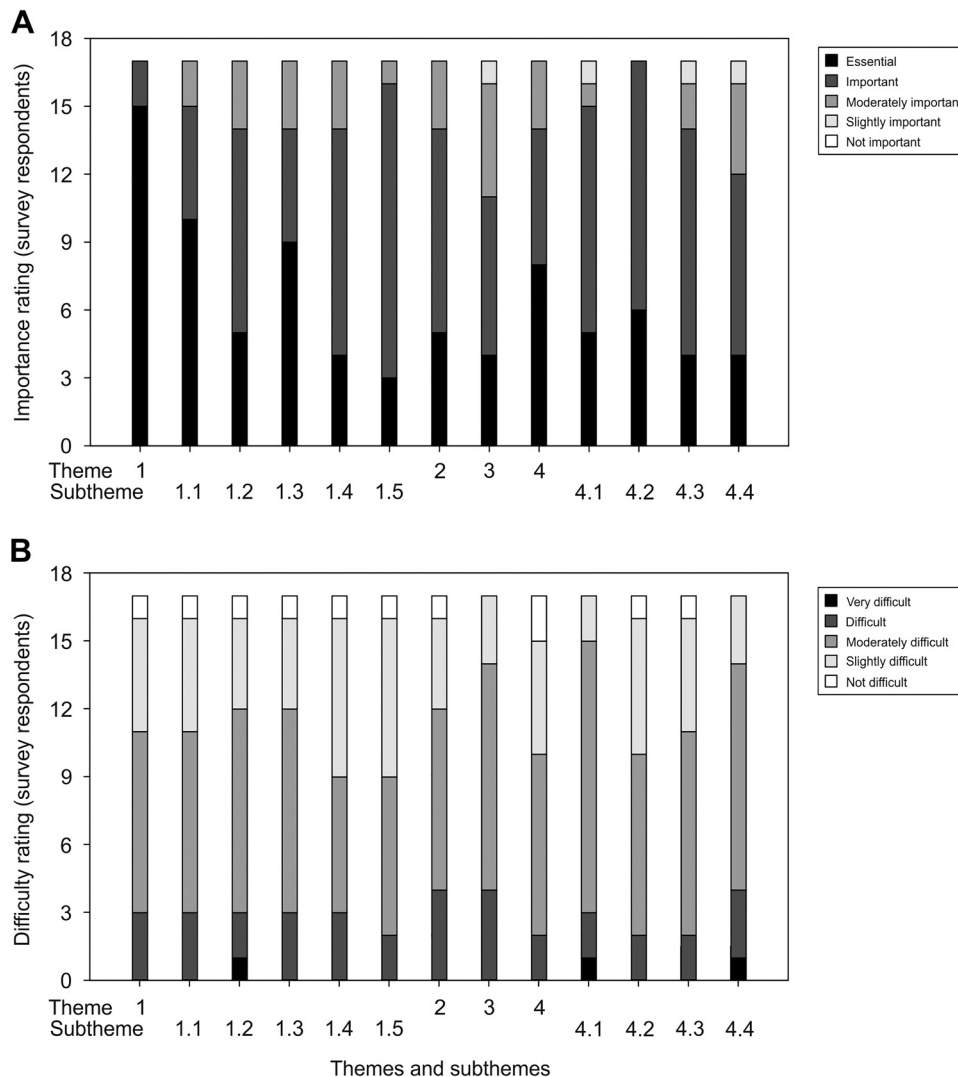 A
18
15
12
9
6
3
0
Importance rating (survey respondents)
Essential
Important
Moderately important
Slightly important
Not important
Theme 1 2 3 4
Subtheme 1.1 1.2 1.3 1.4 1.5 4.1 4.2 4.3 4.4
B
18
15
12
9
6
3
0
Difficulty rating (survey respondents)
Very difficult
Difficult
Moderately difficult
Slightly difficult
Not difficult
Theme 1 2 3 4
Subtheme 1.1 1.2 1.3 1.4 1.5 4.1 4.2 4.3 4.4
Themes and subthemes